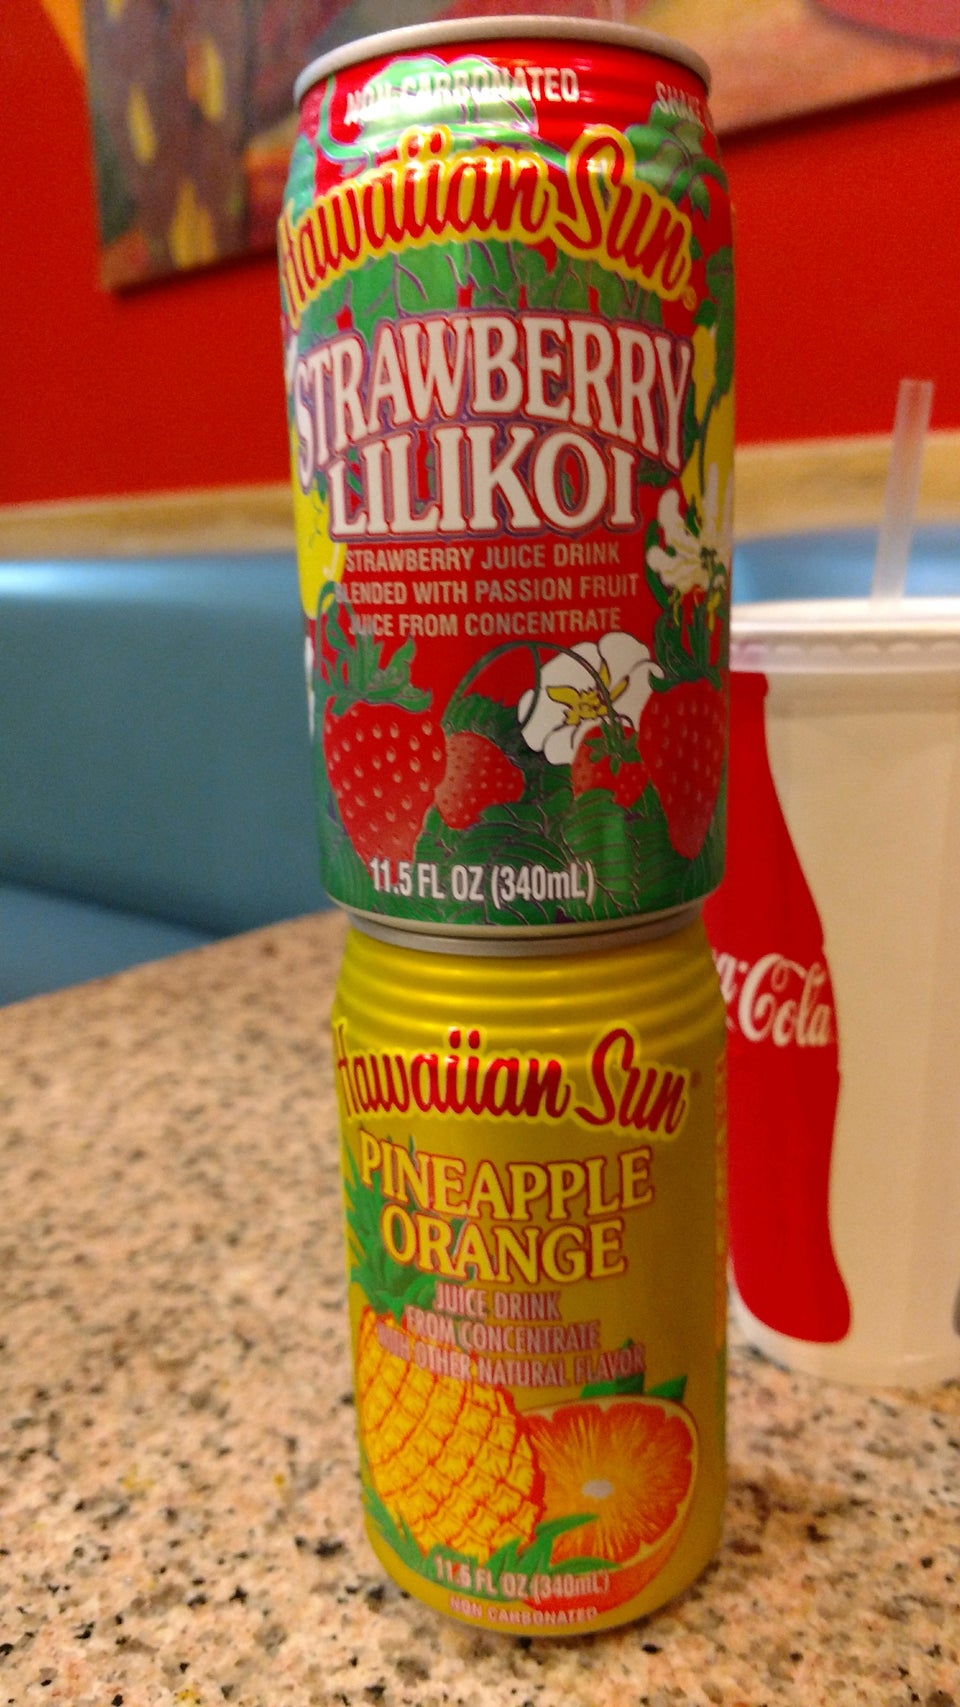 NON-CARBONATED
SHAKE
Hawaiian Sun®
STRAWBERRY
LILIKOI
STRAWBERRY JUICE DRINK
BLENDED WITH PASSION FRUIT
JUICE FROM CONCENTRATE
11.5 FL OZ (340mL)
Coca-Cola
Hawaiian Sun®
PINEAPPLE
ORANGE
JUICE DRINK
FROM CONCENTRATE
WITH OTHER NATURAL FLAVOR
11.5 FL OZ (340mL)
NON CARBONATED